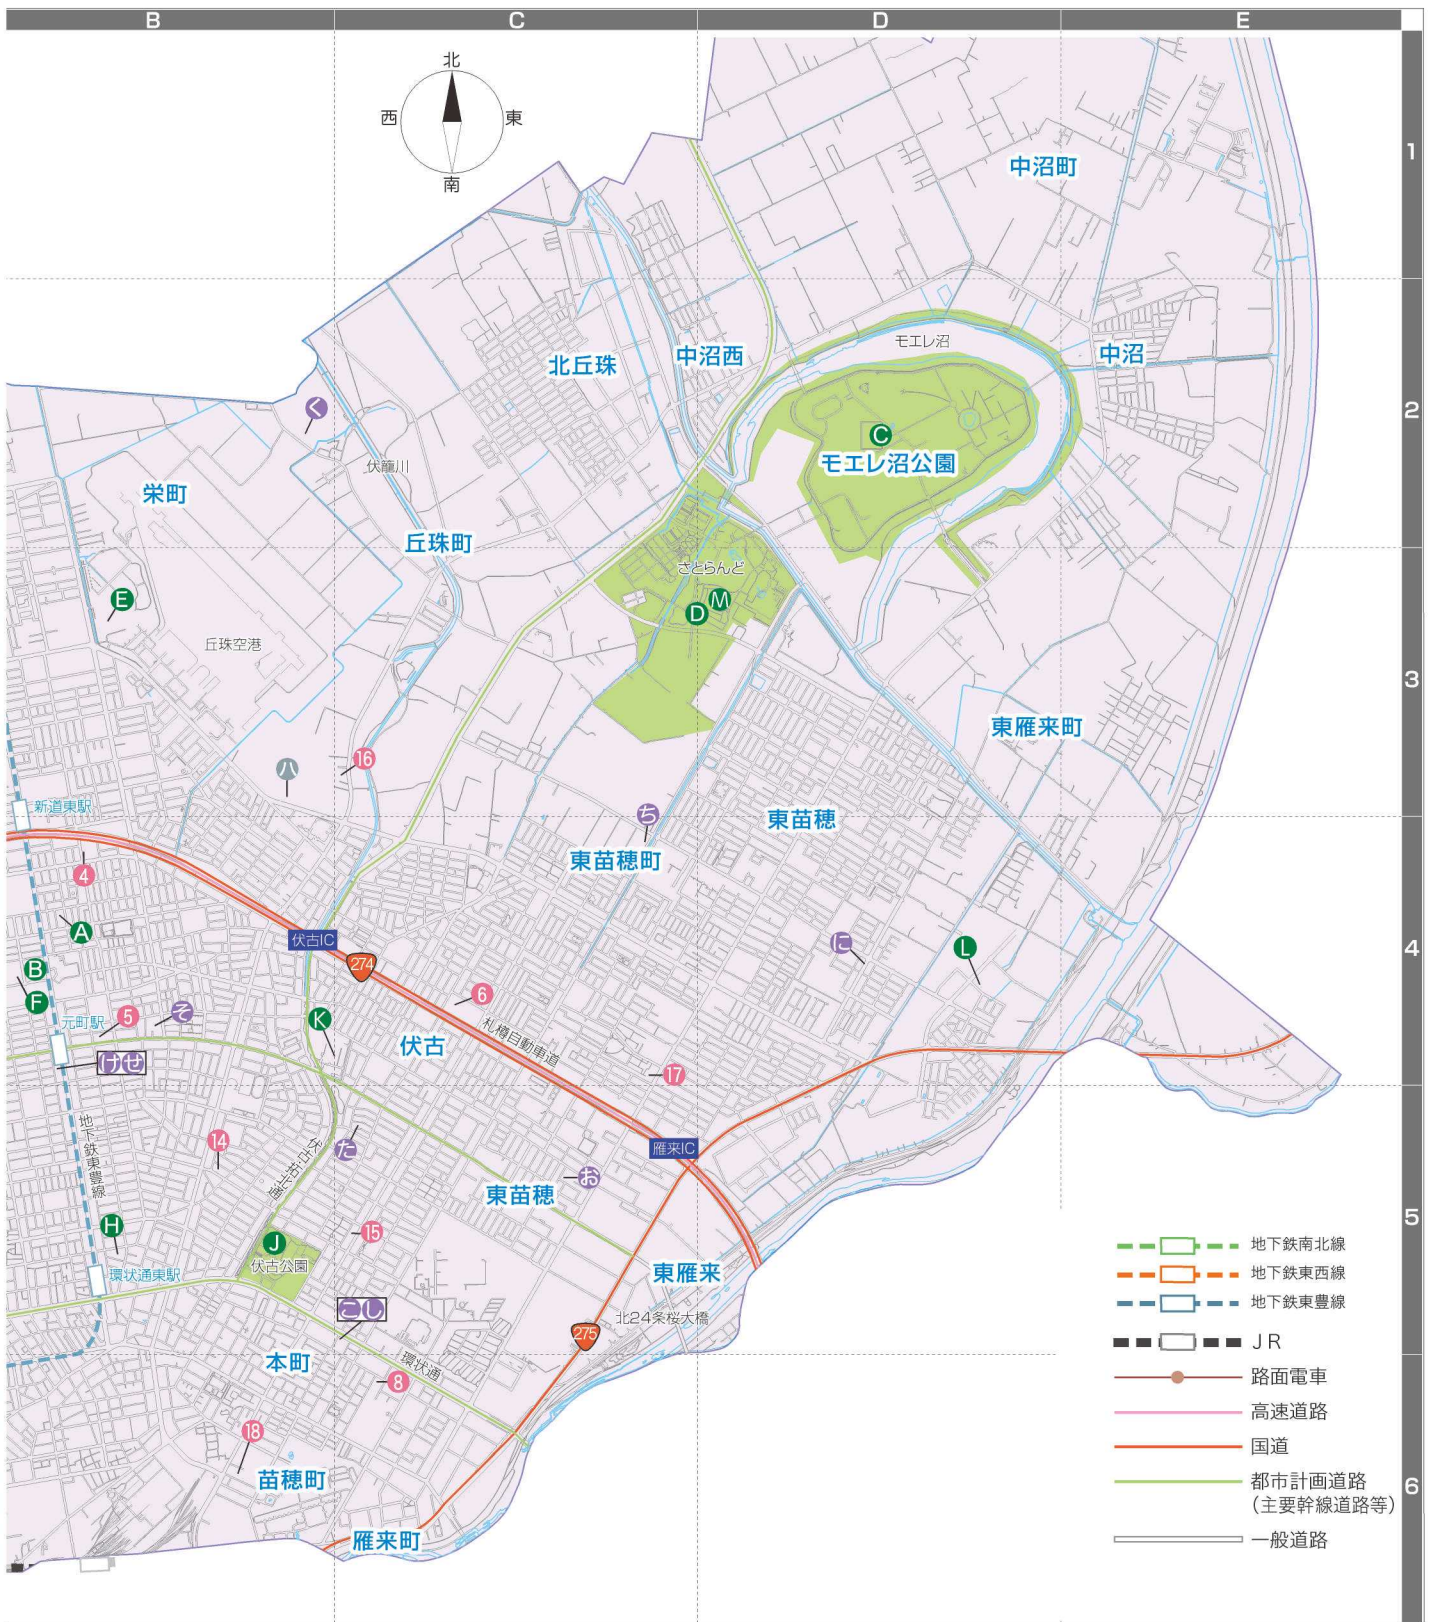 B
C
D
E
北
西
東
南
1
中沼町
モエレ沼
北丘珠
中沼西
中沼
2
く
C
モエレ沼公園
伏籠川
栄町
丘珠町
さとらんど
E
M
D
丘珠空港
3
東雁来町
16
ハ
新道東駅
ち
東苗穂
東苗穂町
4
A
伏古IC
に
L
4
B
274
F
6
5
そ
K
元町駅
伏古
札樽自動車道
けせ
17
地下鉄東豊線
14
伏古・拓北通
た
雁来IC
お
東苗穂
5
H
15
J
伏古公園
環状通東駅
東雁来
こし
北24条桜大橋
275
本町
環状通
8
18
苗穂町
6
雁来町
地下鉄南北線
地下鉄東西線
地下鉄東豊線
JR
路面電車
高速道路
国道
都市計画道路
(主要幹線道路等)
一般道路